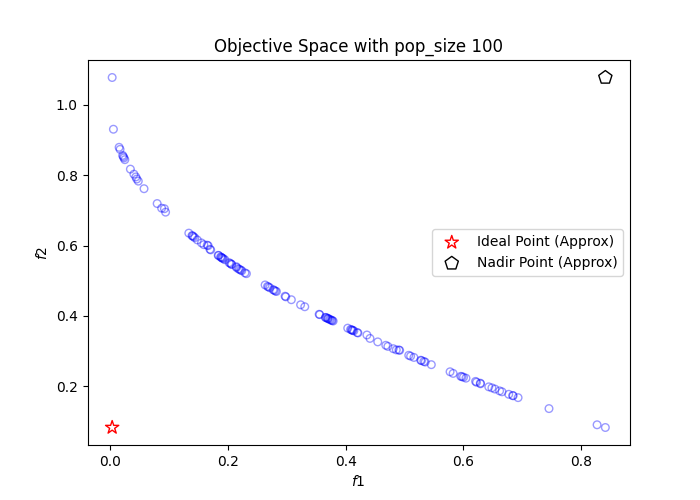 Objective Space with pop_size 100
f2
1.0
0.8
0.6
0.4
0.2
Ideal Point (Approx)
Nadir Point (Approx)
0.0 0.2 0.4 0.6 0.8
f1